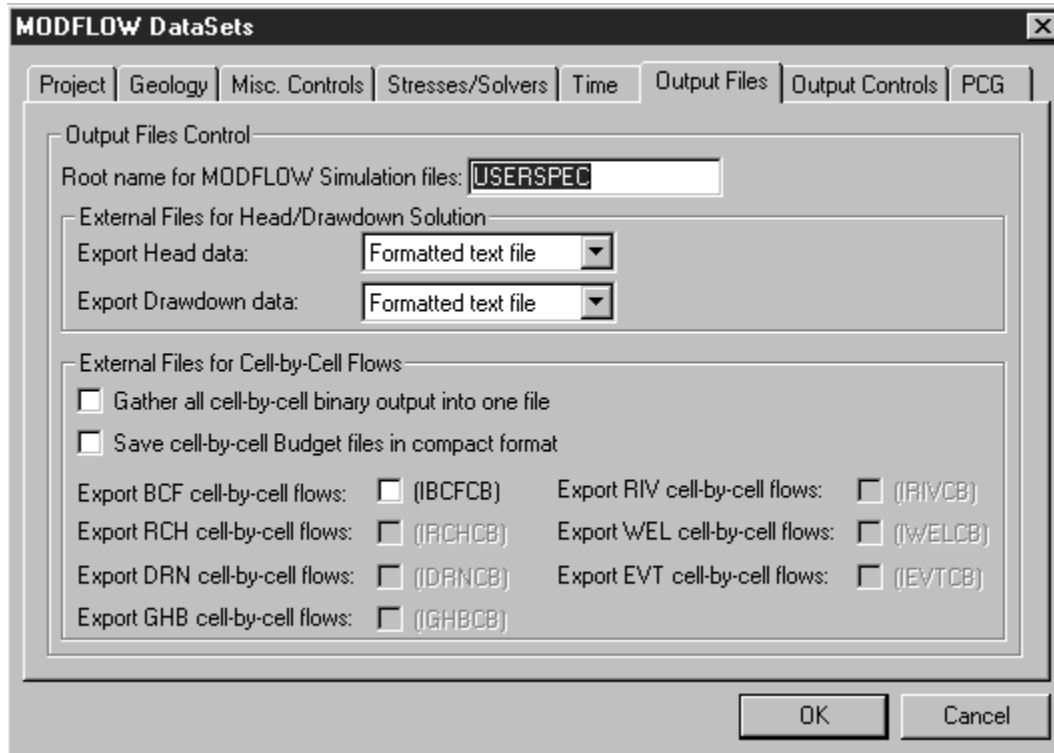 MODFLOW DataSets
Project Geology Misc. Controls Stresses/Solvers Time Output Files Output Controls PCG
Output Files Control
Root name for MODFLOW Simulation files: USERSPEC
External Files for Head/Drawdown Solution
Export Head data: Formatted text file
Export Drawdown data: Formatted text file
External Files for Cell-by-Cell Flows
Gather all cell-by-cell binary output into one file
Save cell-by-cell Budget files in compact format
Export BCF cell-by-cell flows: (IBCFCB) Export RIV cell-by-cell flows: (IRIVCB)
Export RCH cell-by-cell flows: (IRCHCB) Export WEL cell-by-cell flows: (IWELCB)
Export DRN cell-by-cell flows: (IDRNCB) Export EVT cell-by-cell flows: (IEVTCB)
Export GHB cell-by-cell flows: (IGHBCB)
OK Cancel